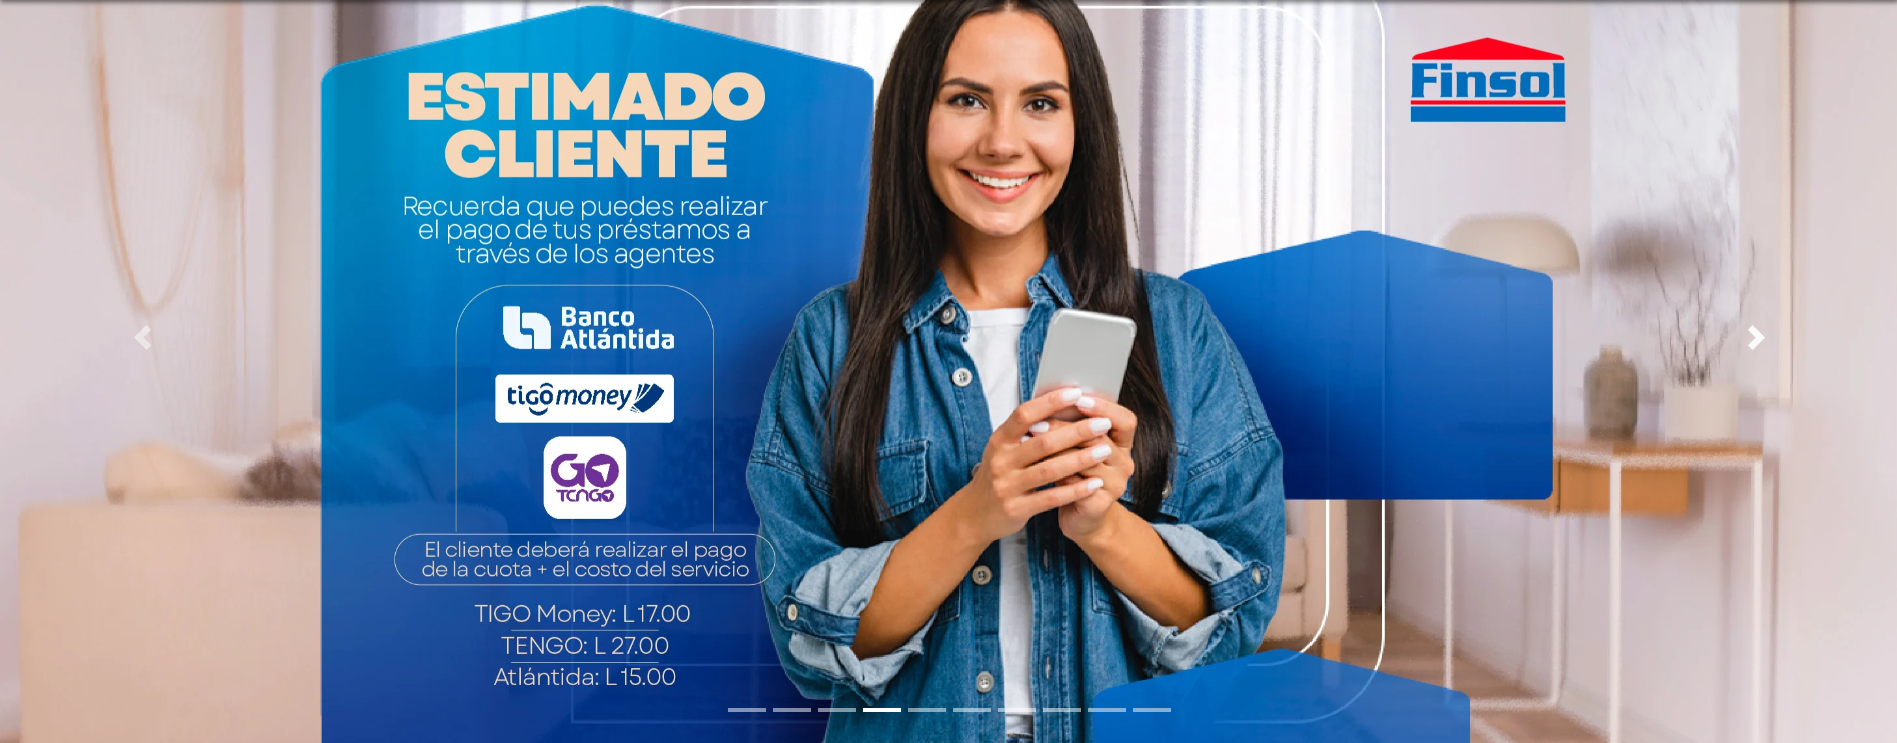 ESTIMADO
CLIENTE
Recuerda que puedes realizar
el pago de tus préstamos a
través de los agentes
Banco
Atlántida
tigo money
GO
TENGO
El cliente deberá realizar el pago
de la cuota + el costo del servicio
TIGO Money: L 17.00
TENGO: L 27.00
Atlántida: L 15.00
Finsol